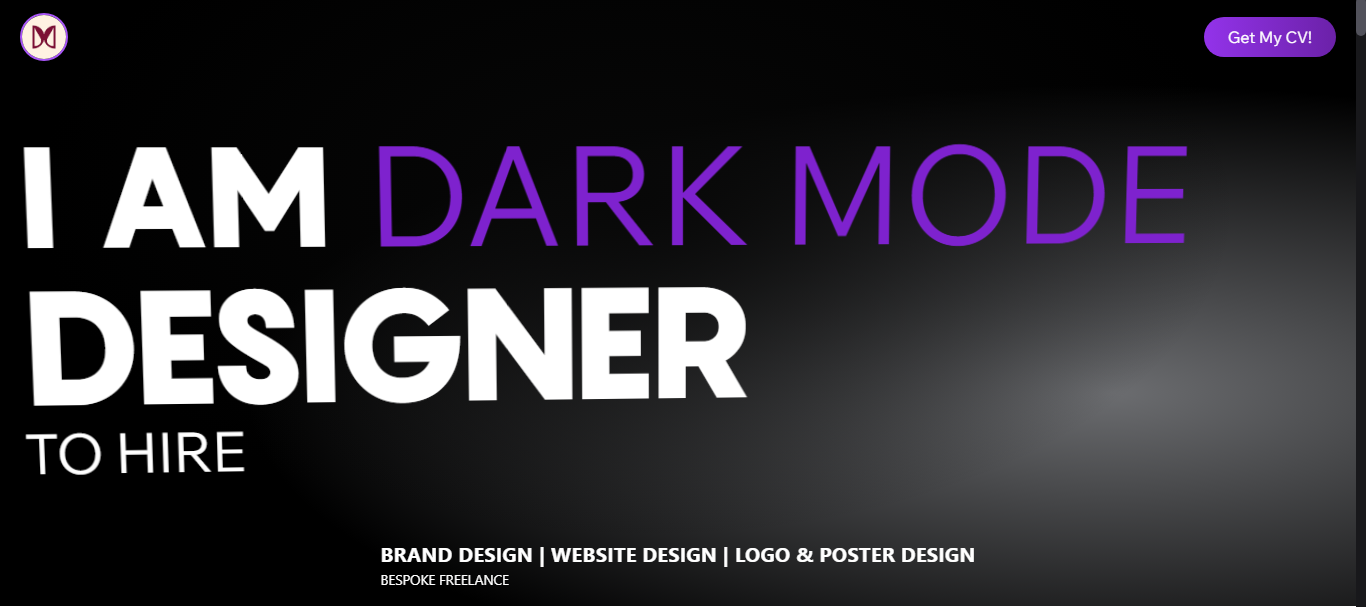 Get My CV!
I AM DARK MODE
DESIGNER
TO HIRE
BRAND DESIGN | WEBSITE DESIGN | LOGO & POSTER DESIGN
BESPOKE FREELANCE